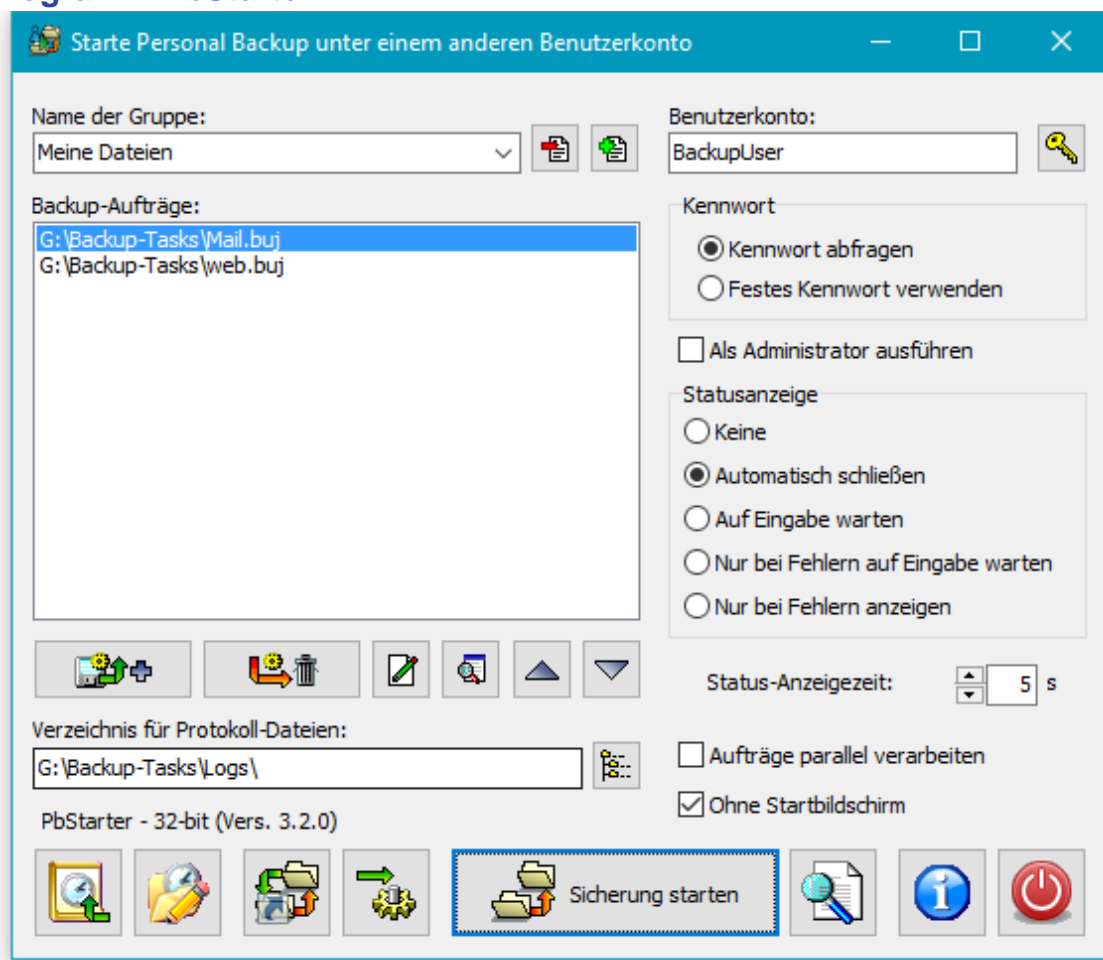 Starte Personal Backup unter einem anderen Benutzerkonto
Name der Gruppe:
Meine Dateien
Backup-Aufträge:
G:\Backup-Tasks\Mail.buj
G:\Backup-Tasks\web.buj
Verzeichnis für Protokoll-Dateien:
G:\Backup-Tasks\Logs\
PbStarter - 32-bit (Vers. 3.2.0)
Benutzerkonto:
BackupUser
Kennwort
Kennwort abfragen
Festes Kennwort verwenden
Als Administrator ausführen
Statusanzeige
Keine
Automatisch schließen
Auf Eingabe warten
Nur bei Fehlern auf Eingabe warten
Nur bei Fehlern anzeigen
Status-Anzeigezeit: 5 s
Aufträge parallel verarbeiten
Ohne Startbildschirm
Sicherung starten